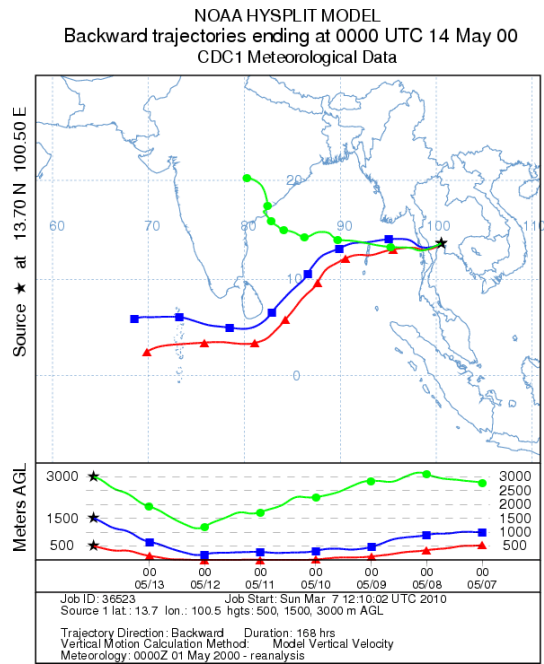 NOAA HYSPLIT MODEL
Backward trajectories ending at 0000 UTC 14 May 00
CDC1 Meteorological Data
Source ★ at 13.70 N 100.50 E
20
60 70 80 90 100 110
10
0
Meters AGL
3000 3000
2500
2000
1500 1500
1000
500 500
00 00 00 00 00 00 00
05/13 05/12 05/11 05/10 05/09 05/08 05/07
Job ID: 36523 Job Start: Sun Mar 7 12:10:02 UTC 2010
Source 1 lat.: 13.7 lon.: 100.5 hgts: 500, 1500, 3000 m AGL
Trajectory Direction: Backward Duration: 168 hrs
Vertical Motion Calculation Method: Model Vertical Velocity
Meteorology: 0000Z 01 May 2000 - reanalysis